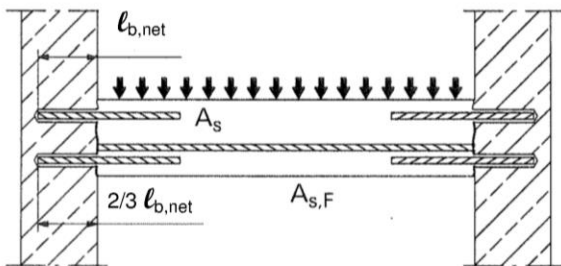 ℓb,net
As
2/3 ℓb,net
As,F